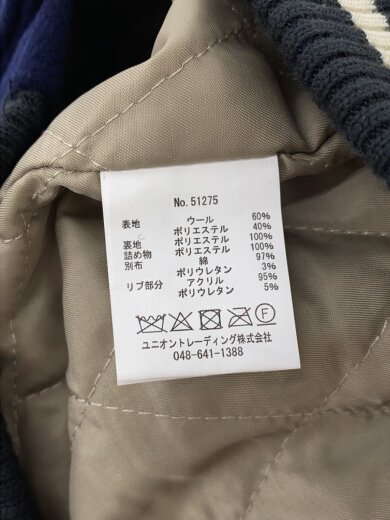 No. 51275
表地 ウール 60%
ポリエステル 40%
裏地 ポリエステル 100%
詰め物 ポリエステル 100%
別布 綿 97%
ポリウレタン 3%
リブ部分 アクリル 95%
ポリウレタン 5%
F
ユニオントレーディング株式会社
048-641-1388